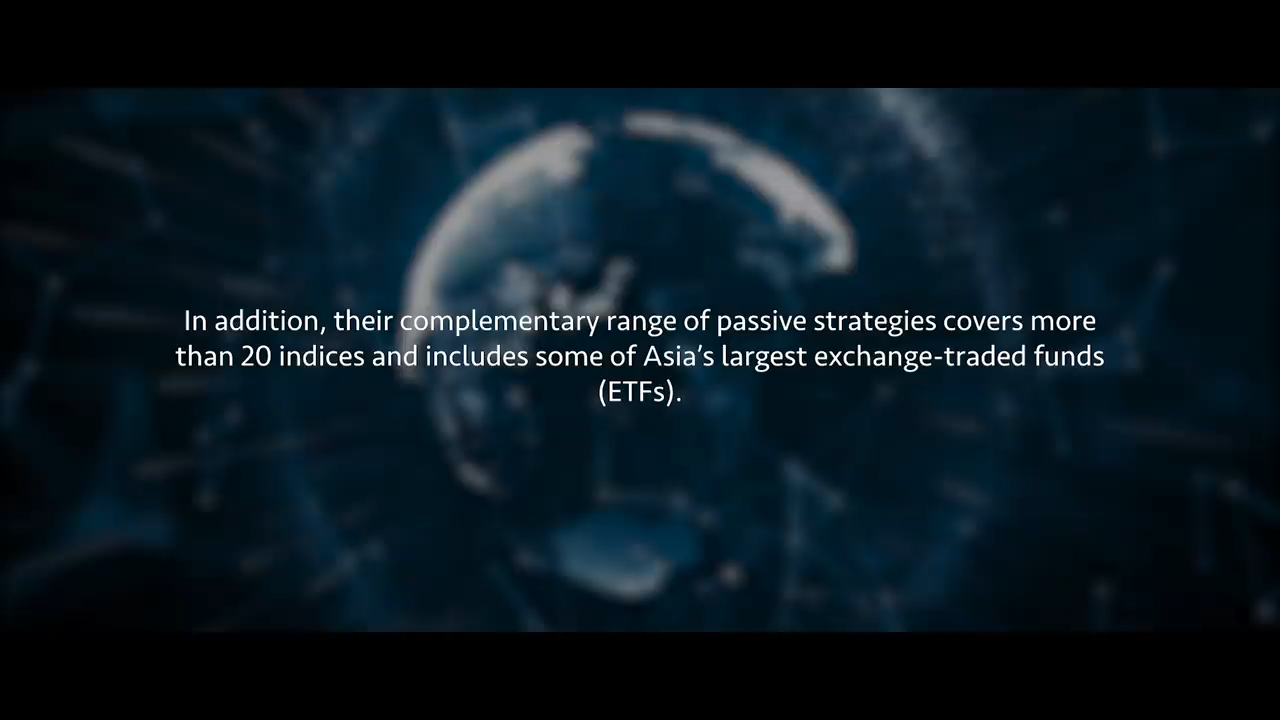 In addition, their complementary range of passive strategies covers more
than 20 indices and includes some of Asia’s largest exchange-traded funds
(ETFs).